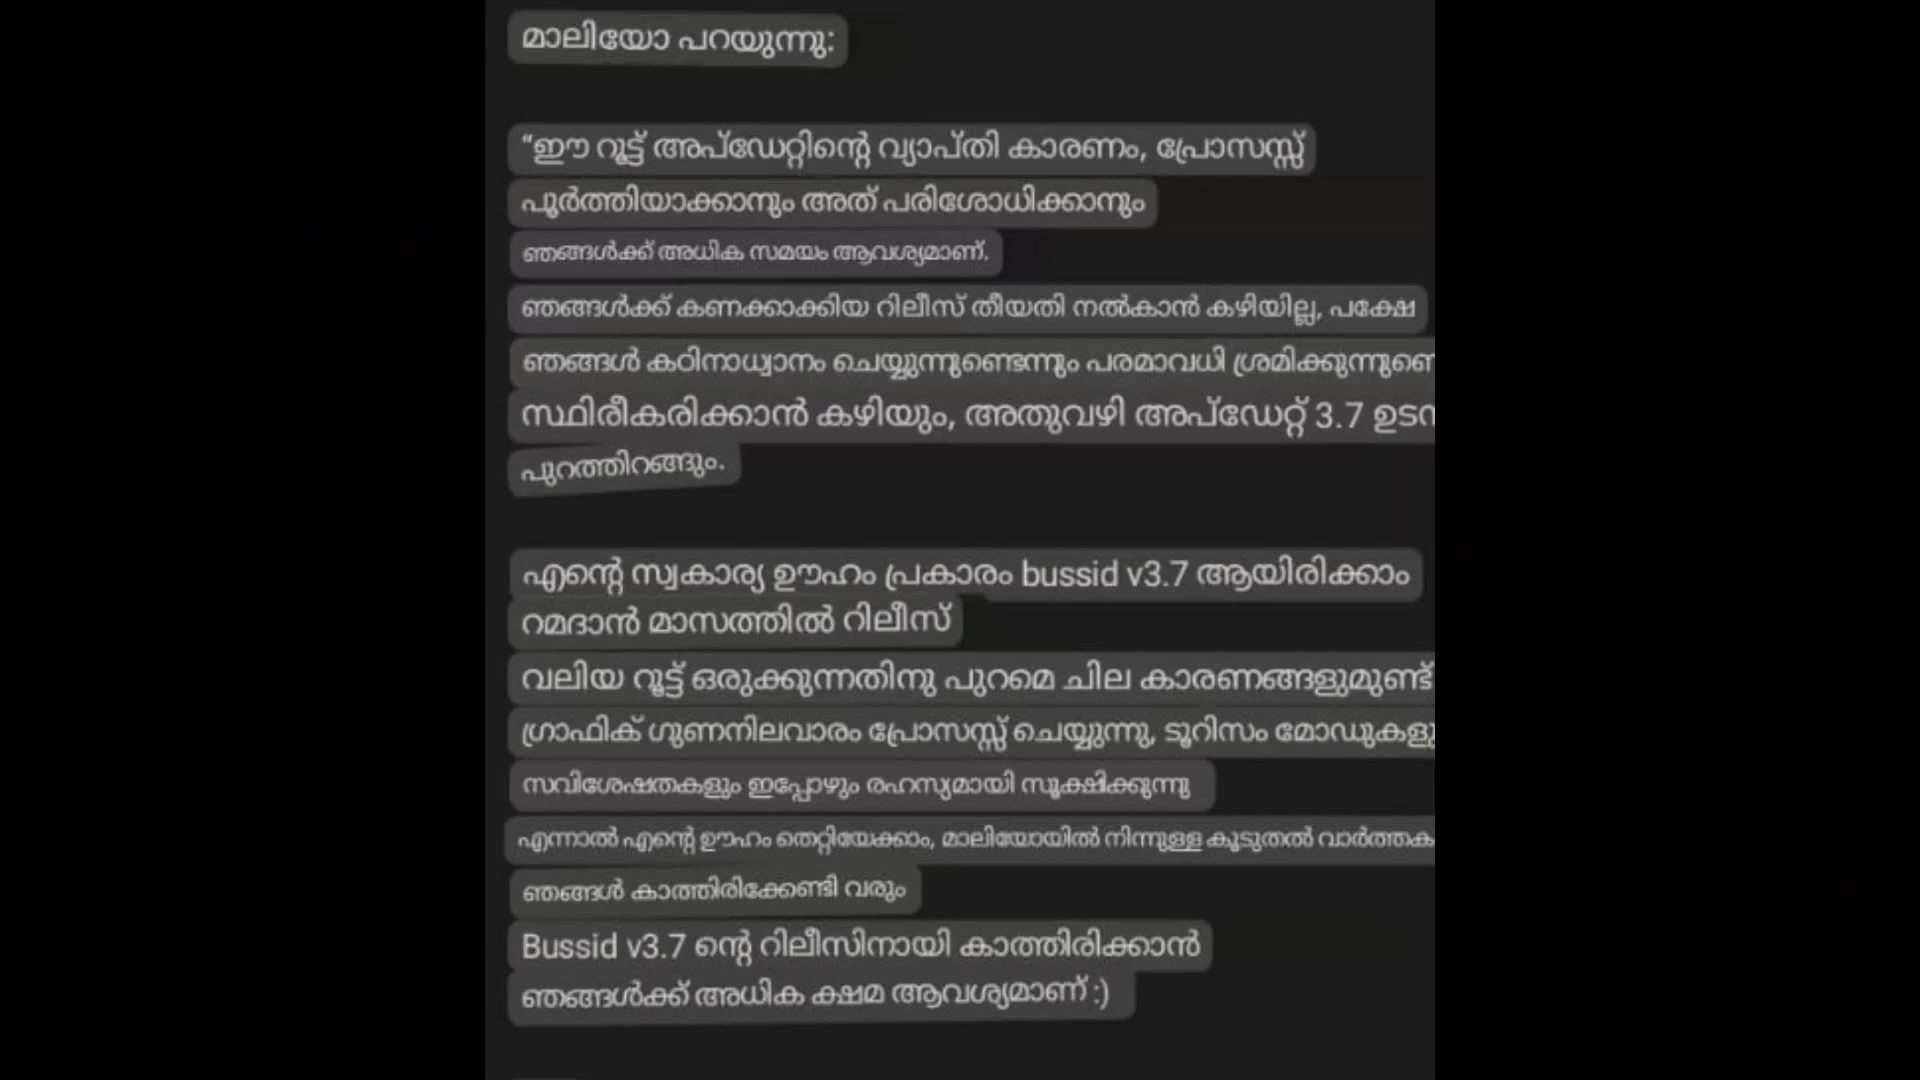 മാലിയോ പറയുന്നു:
“ഈ റൂട്ട് അപ്ഡേറ്റിന്റെ വ്യാപ്തി കാരണം, പ്രോസസ്സ്
പൂർത്തിയാക്കാനും അത് പരിശോധിക്കാനും
ഞങ്ങൾക്ക് അധിക സമയം ആവശ്യമാണ്.
ഞങ്ങൾക്ക് കണക്കാക്കിയ റിലീസ് തീയതി നൽകാൻ കഴിയില്ല, പക്ഷേ
ഞങ്ങൾ കഠിനാധ്വാനം ചെയ്യുന്നുണ്ടെന്നും പരമാവധി
സ്ഥിരീകരിക്കാൻ കഴിയും, അതുവഴി അപ്ഡേറ്റ് 3.7
പുറത്തിറങ്ങും.
എന്റെ സ്വകാര്യ ഊഹം പ്രകാരം bussid v3.7 ആയിരിക്കാം
റമദാൻ മാസത്തിൽ റിലീസ്
വലിയ റൂട്ട് ഒരുക്കുന്നതിനു പുറമെ ചില കാരണങ്ങളുമുണ്ട്
ഗ്രാഫിക് ഗുണനിലവാരം പ്രോസസ്സ് ചെയ്യുന്നു, ടൂറിസം
സവിശേഷതകളും ഇപ്പോഴും രഹസ്യമായി സൂക്ഷിക്കുന്നു
എന്നാൽ എന്റെ ഊഹം തെറ്റിയേക്കാം, മാലിയോയിൽ നിന്നുള്ള കൂടുതൽ
ഞങ്ങൾ കാത്തിരിക്കേണ്ടി വരും
Bussid v3.7 ന്റെ റിലീസിനായി കാത്തിരിക്കാൻ
ഞങ്ങൾക്ക് അധിക ക്ഷമ ആവശ്യമാണ് :)